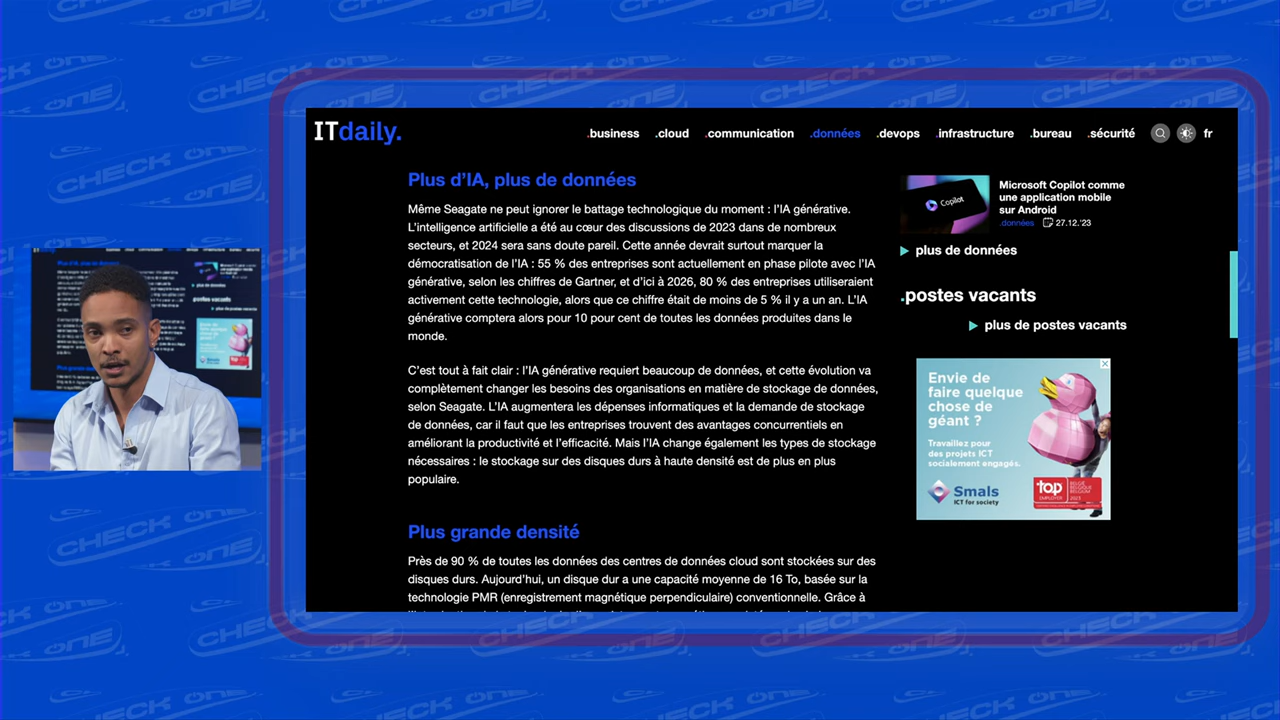 CHECK ONE
ITdaily.
.business .cloud .communication .données .devops .infrastructure .bureau .sécurité fr
Plus d'IA, plus de données
Même Seagate ne peut ignorer le battage technologique du moment : l'IA générative.
L'intelligence artificielle a été au cœur des discussions de 2023 dans de nombreux
secteurs, et 2024 sera sans doute pareil. Cette année devrait surtout marquer la
démocratisation de l'IA : 55 % des entreprises sont actuellement en phase pilote avec l'IA
générative, selon les chiffres de Gartner, et d'ici à 2026, 80 % des entreprises utiliseraient
activement cette technologie, alors que ce chiffre était de moins de 5 % il y a un an. L'IA
générative comptera alors pour 10 pour cent de toutes les données produites dans le
monde.
C'est tout à fait clair : l'IA générative requiert beaucoup de données, et cette évolution va
complètement changer les besoins des organisations en matière de stockage de données,
selon Seagate. L'IA augmentera les dépenses informatiques et la demande de stockage
de données, car il faut que les entreprises trouvent des avantages concurrentiels en
améliorant la productivité et l'efficacité. Mais l'IA change également les types de stockage
nécessaires : le stockage sur des disques durs à haute densité est de plus en plus
populaire.
Plus grande densité
Près de 90 % de toutes les données des centres de données cloud sont stockées sur des
disques durs. Aujourd'hui, un disque dur a une capacité moyenne de 16 To, basée sur la
technologie PMR (enregistrement magnétique perpendiculaire) conventionnelle. Grâce à
Copilot
Microsoft Copilot comme
une application mobile
sur Android
.données 27.12.'23
plus de données
.postes vacants
plus de postes vacants
Envie de
faire quelque
chose de
géant ?
Travaillez pour
des projets ICT
socialement engagés.
Smals
ICT for society
top
EMPLOYER
BELGIË
BELGIQUE
BELGIUM
2023